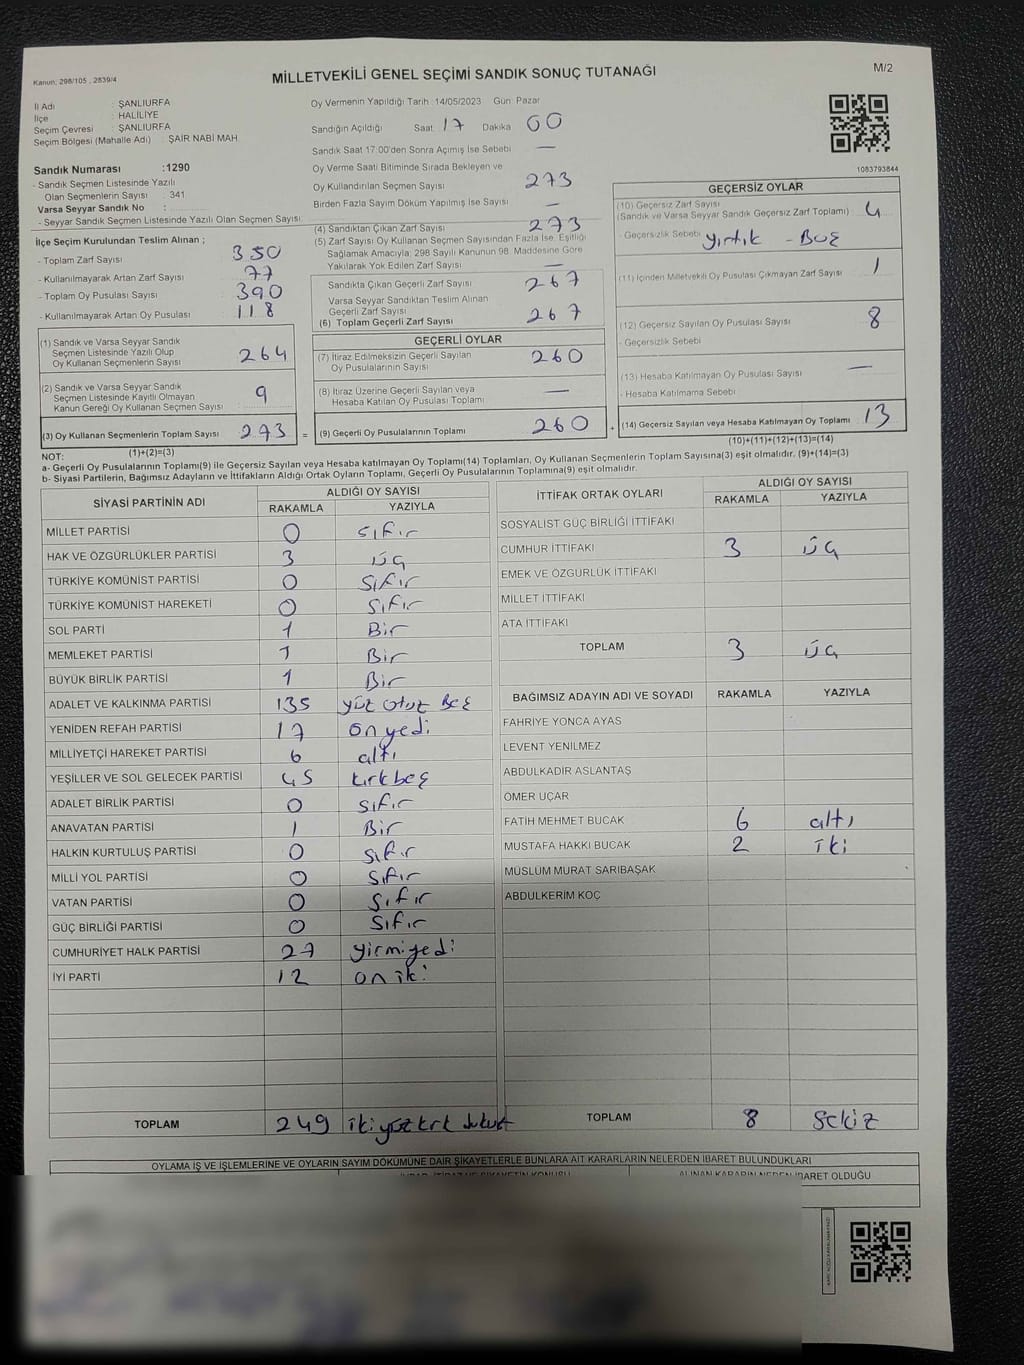 Kanun: 298/105 , 2839/4
MİLLETVEKİLİ GENEL SEÇİMİ SANDIK SONUÇ TUTANAĞI
M/2
İl Adı : ŞANLIURFA
İlçe : HALİLİYE
Seçim Çevresi : ŞANLIURFA
Seçim Bölgesi (Mahalle Adı) : ŞAİR NABİ MAH.
Oy Vermenin Yapıldığı Tarih :14/05/2023 Gün: Pazar
Sandığın Açıldığı Saat 17 Dakika 00
Sandık Saat 17:00'den Sonra Açımış İse Sebebi —
Sandık Numarası :1290
- Sandık Seçmen Listesinde Yazılı
Olan Seçmenlerin Sayısı : 341
Varsa Seyyar Sandık No :
- Seyyar Sandık Seçmen Listesinde Yazılı Olan Seçmen Sayısı:
Oy Verme Saati Bitiminde Sırada Bekleyen ve
Oy Kullandırılan Seçmen Sayısı 273
Birden Fazla Sayım Döküm Yapılmış İse Sayısı —
1083793844
İlçe Seçim Kurulundan Teslim Alınan ;
- Toplam Zarf Sayısı 350
- Kullanılmayarak Artan Zarf Sayısı 77
- Toplam Oy Pusulası Sayısı 390
- Kullanılmayarak Artan Oy Pusulası 118
(4) Sandıktan Çıkan Zarf Sayısı 273
(5) Zarf Sayısı Oy Kullanan Seçmen Sayısından Fazla İse, Eşitliği
Sağlamak Amacıyla, 298 Sayılı Kanunun 98. Maddesine Göre
Yakılarak Yok Edilen Zarf Sayısı —
Sandıkta Çıkan Geçerli Zarf Sayısı 267
Varsa Seyyar Sandıktan Teslim Alınan
Geçerli Zarf Sayısı
(6) Toplam Geçerli Zarf Sayısı 267
GEÇERSİZ OYLAR
(10) Geçersiz Zarf Sayısı
(Sandık ve Varsa Seyyar Sandık Geçersiz Zarf Toplamı) 4
- Geçersizlik Sebebi yırtık - Boş
(11) İçinden Milletvekili Oy Pusulası Çıkmayan Zarf Sayısı 1
(12) Geçersiz Sayılan Oy Pusulası Sayısı 8
- Geçersizlik Sebebi
(13) Hesaba Katılmayan Oy Pusulası Sayısı —
- Hesaba Katılmama Sebebi
(14) Geçersiz Sayılan veya Hesaba Katılmayan Oy Toplamı 13
(10)+(11)+(12)+(13)=(14)
(1) Sandık ve Varsa Seyyar Sandık
Seçmen Listesinde Yazılı Olup
Oy Kullanan Seçmenlerin Sayısı 264
(2) Sandık ve Varsa Seyyar Sandık
Seçmen Listesinde Kayıtlı Olmayan
Kanun Gereği Oy Kullanan Seçmen Sayısı 9
(3) Oy Kullanan Seçmenlerin Toplam Sayısı 273 =
(1)+(2)=(3)
GEÇERLİ OYLAR
(7) İtiraz Edilmeksizin Geçerli Sayılan
Oy Pusulalarının Sayısı 260
(8) İtiraz Üzerine Geçerli Sayılan veya
Hesaba Katılan Oy Pusulası Toplamı —
(9) Geçerli Oy Pusulalarının Toplamı 260 +
NOT:
a- Geçerli Oy Pusulalarının Toplamı(9) ile Geçersiz Sayılan veya Hesaba katılmayan Oy Toplam(14) Toplamları, Oy Kullanan Seçmenlerin Toplam Sayısına(3) eşit olmalıdır. (9)+(14)=(3)
b- Siyasi Partilerin, Bağımsız Adayların ve İttifakların Aldığı Ortak Oyların Toplamı, Geçerli Oy Pusulalarının Toplamına(9) eşit olmalıdır.
SİYASİ PARTİNİN ADI ALDIĞI OY SAYISI
RAKAMLA YAZIYLA
MİLLET PARTİSİ 0 sıfır
HAK VE ÖZGÜRLÜKLER PARTİSİ 3 üç
TÜRKİYE KOMÜNİST PARTİSİ 0 Sıfır
TÜRKİYE KOMÜNİST HAREKETİ 0 Sıfır
SOL PARTİ 1 Bir
MEMLEKET PARTİSİ 1 Bir
BÜYÜK BİRLİK PARTİSİ 1 Bir
ADALET VE KALKINMA PARTİSİ 135 yüz otuz Beş
YENİDEN REFAH PARTİSİ 17 onyedi
MİLLİYETÇİ HAREKET PARTİSİ 6 altı
YEŞİLLER VE SOL GELECEK PARTİSİ 45 kırkbeş
ADALET BİRLİK PARTİSİ 0 sıfır
ANAVATAN PARTİSİ 1 Bir
HALKIN KURTULUŞ PARTİSİ 0 sıfır
MİLLİ YOL PARTİSİ 0 Sıfır
VATAN PARTİSİ 0 Sıfır
GÜÇ BİRLİĞİ PARTİSİ 0 Sıfır
CUMHURİYET HALK PARTİSİ 27 yirmiyedi
İYİ PARTİ 12 on iki
TOPLAM 249 ikiyüzkırk dokuz
İTTİFAK ORTAK OYLARI ALDIĞI OY SAYISI
RAKAMLA YAZIYLA
SOSYALİST GÜÇ BİRLİĞİ İTTİFAKI
CUMHUR İTTİFAKI 3 üç
EMEK VE ÖZGÜRLÜK İTTİFAKI
MİLLET İTTİFAKI
ATA İTTİFAKI
TOPLAM 3 üç
BAĞIMSIZ ADAYIN ADI VE SOYADI RAKAMLA YAZIYLA
FAHRİYE YONCA AYAS
LEVENT YENİLMEZ
ABDULKADİR ASLANTAŞ
ÖMER UÇAR
FATİH MEHMET BUCAK 6 altı
MUSTAFA HAKKI BUCAK 2 iki
MÜSLÜM MURAT SARIBAŞAK
ABDULKERİM KOÇ
TOPLAM 8 Sekiz
OYLAMA İŞ VE İŞLEMLERİNE VE OYLARIN SAYIM DÖKÜMÜNE DAİR ŞİKAYETLERLE BUNLARA AİT KARARLARIN NELERDEN İBARET BULUNDUKLARI
ALINAN KARARIN NEDEN İBARET OLDUĞU